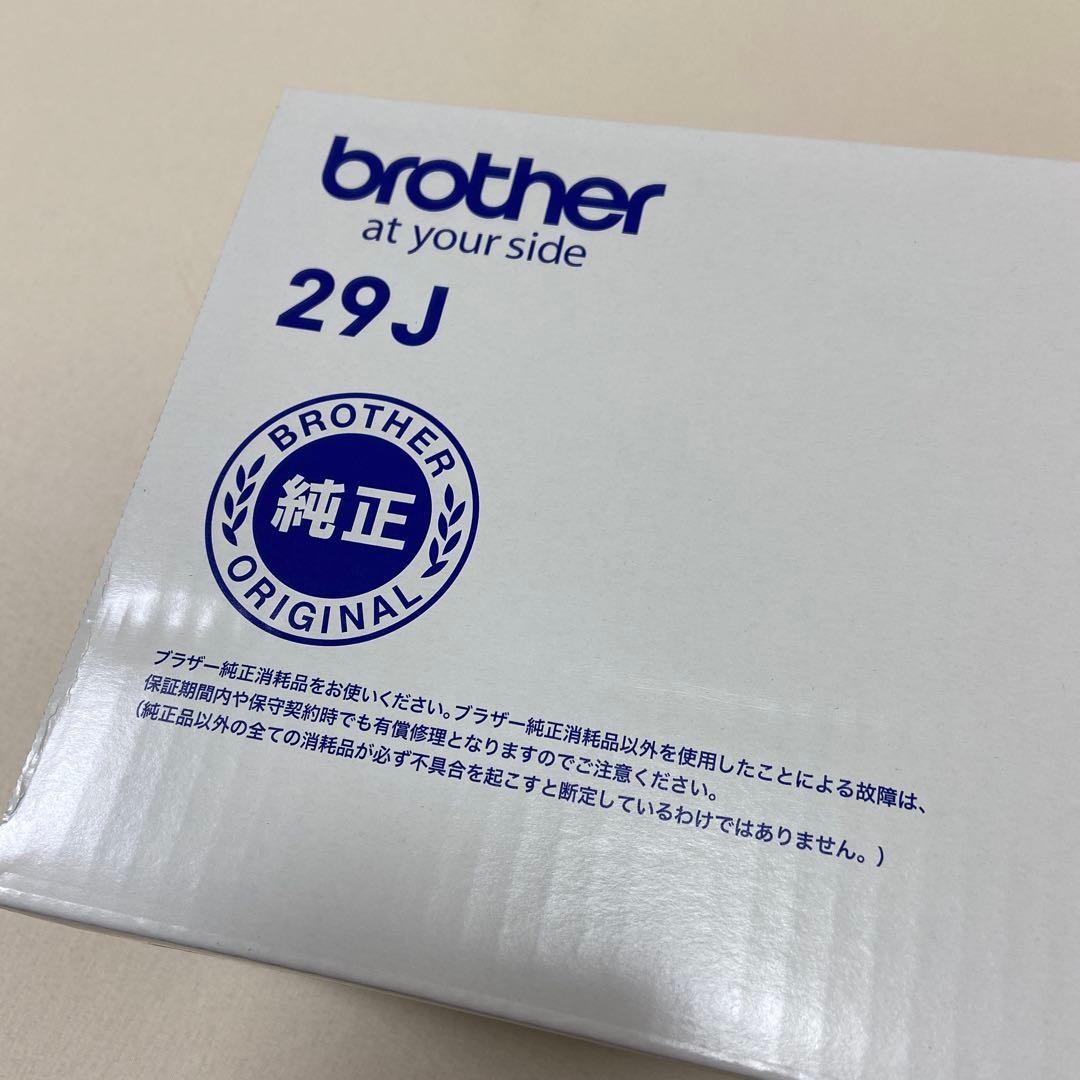 brother
at your side
29J
BROTHER
純正
ORIGINAL
ブラザー純正消耗品をお使いください。ブラザー純正消耗品以外を使用したことによる故障は、
保証期間内や保守契約時でも有償修理となりますのでご注意ください。
（純正品以外の全ての消耗品が必ず不具合を起こすと断定しているわけではありません。）